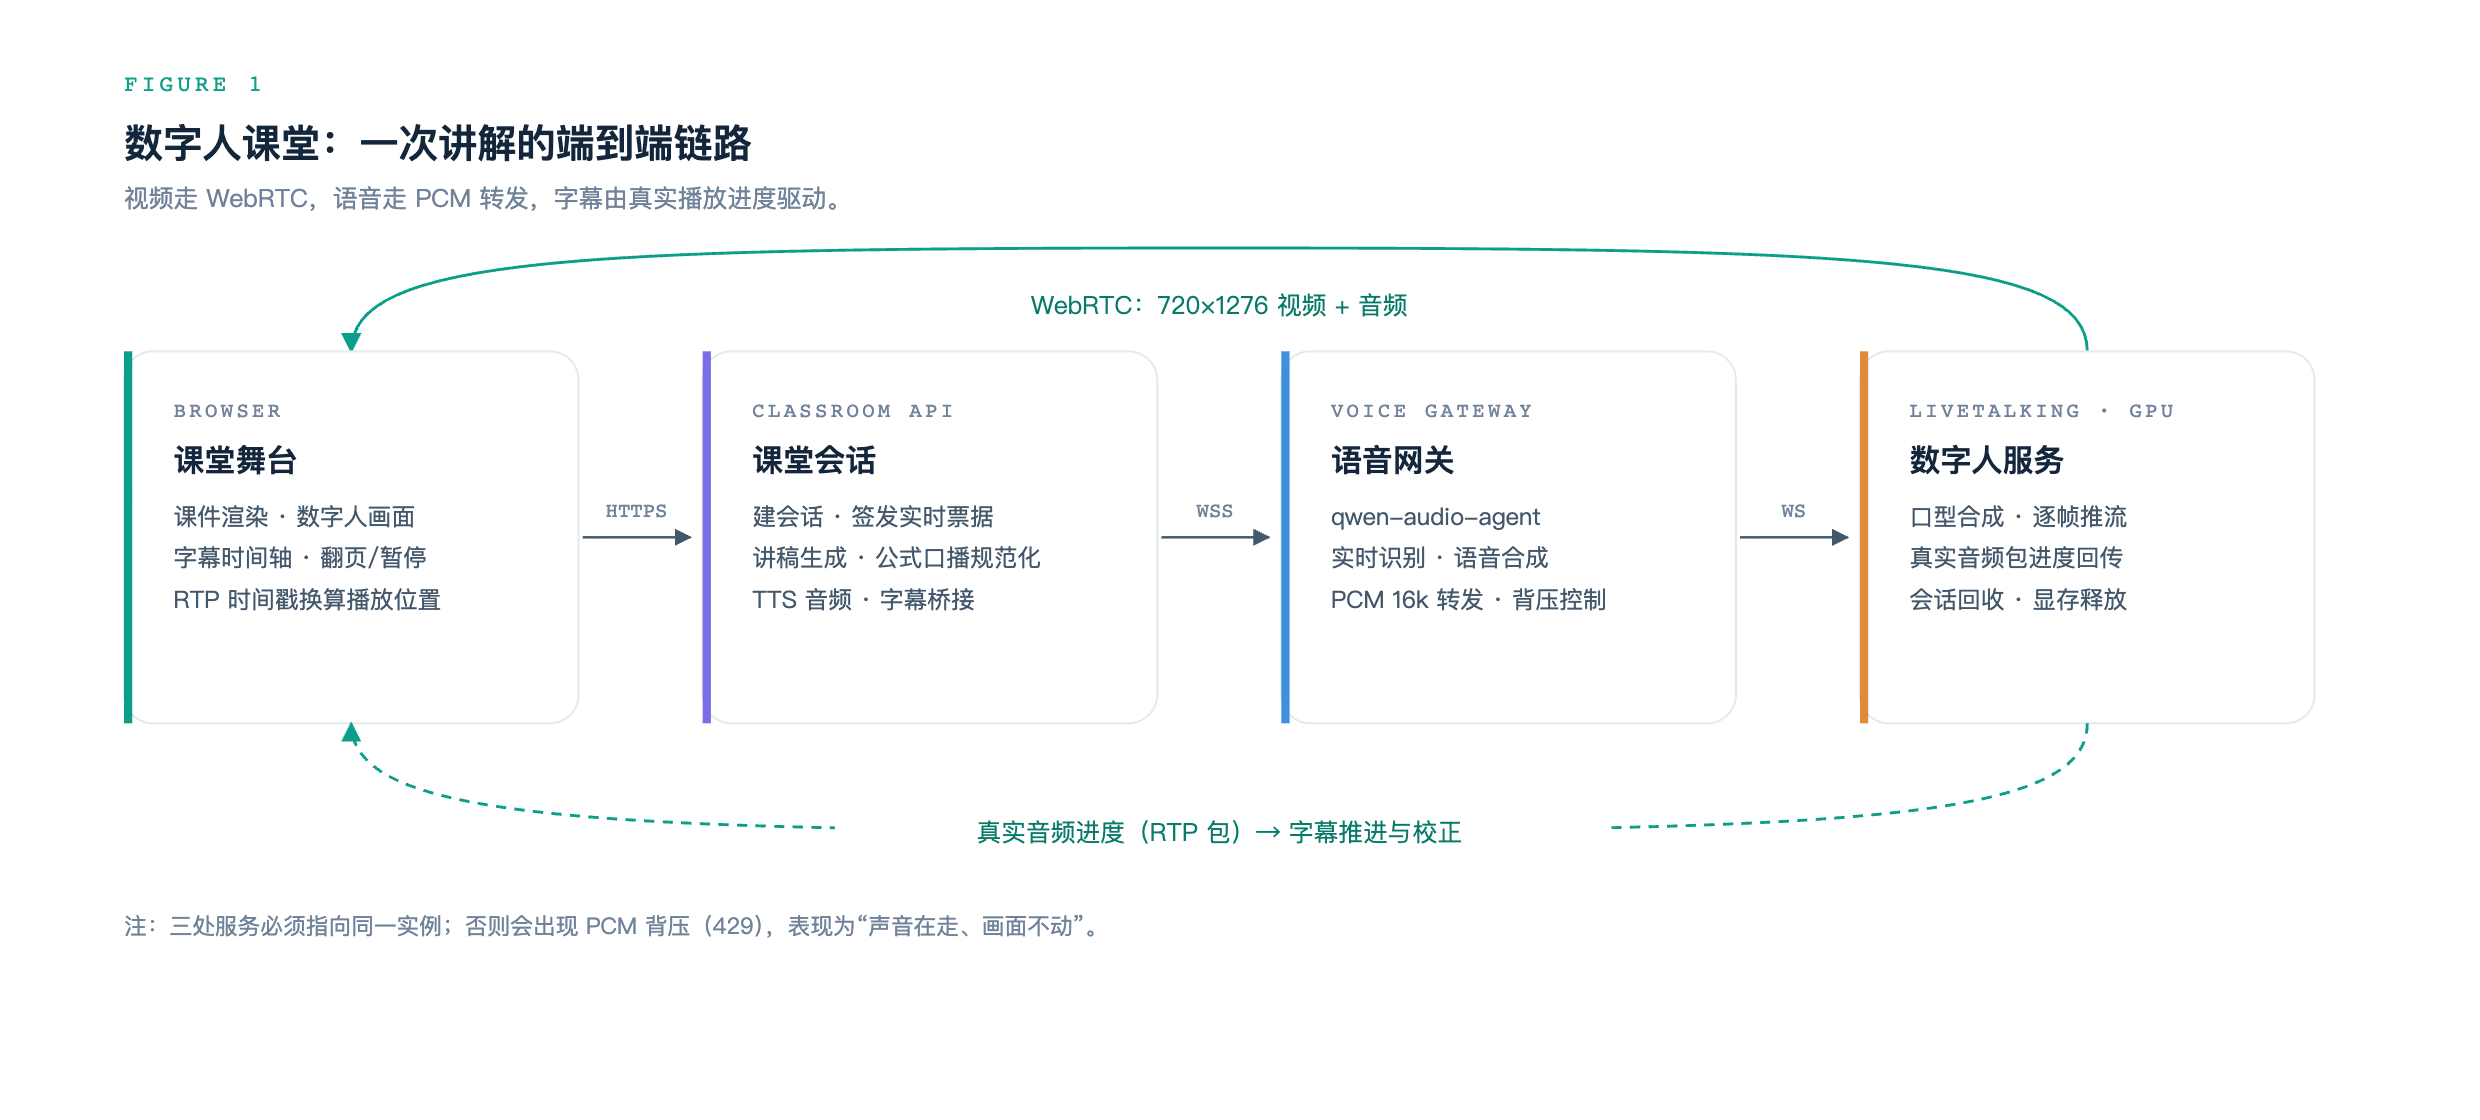 FIGURE 1
数字人课堂：一次讲解的端到端链路
视频走 WebRTC，语音走 PCM 转发，字幕由真实播放进度驱动。
WebRTC：720×1276 视频 + 音频
BROWSER
课堂舞台
课件渲染 · 数字人画面
字幕时间轴 · 翻页/暂停
RTP 时间戳换算播放位置
HTTPS
CLASSROOM API
课堂会话
建会话 · 签发实时票据
讲稿生成 · 公式口播规范化
TTS 音频 · 字幕桥接
WSS
VOICE GATEWAY
语音网关
qwen-audio-agent
实时识别 · 语音合成
PCM 16k 转发 · 背压控制
WS
LIVETALKING · GPU
数字人服务
口型合成 · 逐帧推流
真实音频包进度回传
会话回收 · 显存释放
真实音频进度（RTP 包）→ 字幕推进与校正
注：三处服务必须指向同一实例；否则会出现 PCM 背压（429），表现为“声音在走、画面不动”。